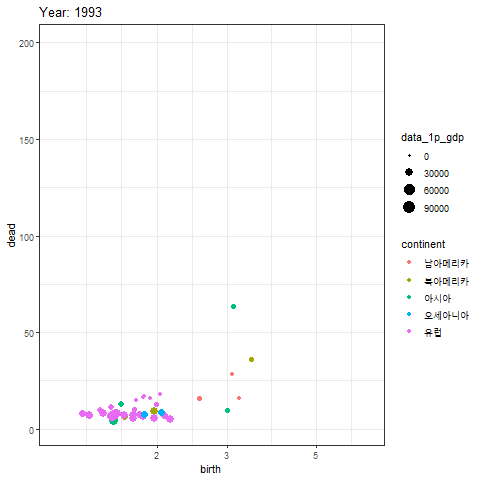 Year: 1993
200
150
100
50
0
dead
2
3
5
birth
data_1p_gdp
0
30000
60000
90000
continent
남아메리카
북아메리카
아시아
오세아니아
유럽